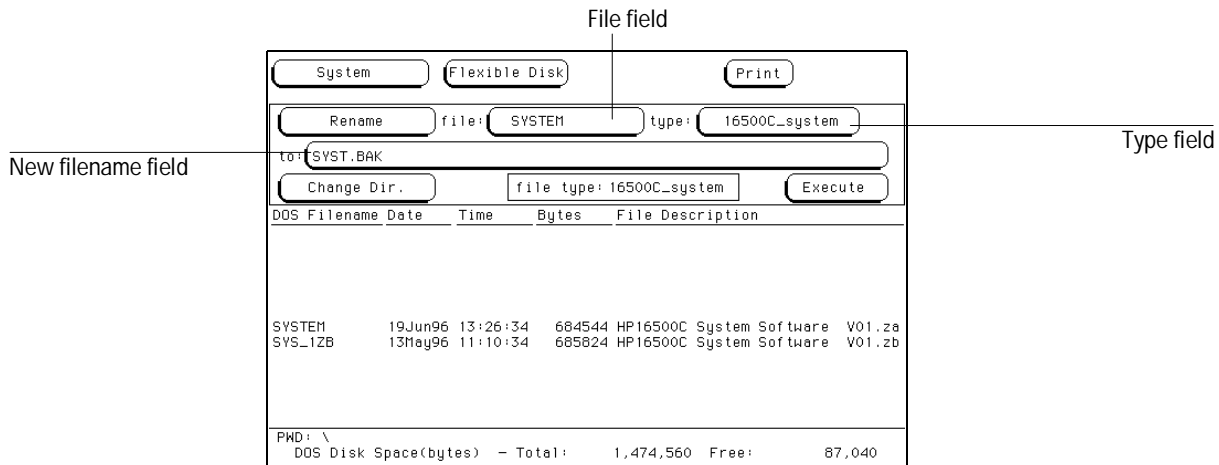 File field
System Flexible Disk Print
Rename file: SYSTEM type: 16500C_system
Type field
to: SYST.BAK
New filename field
Change Dir. file type: 16500C_system Execute
DOS Filename Date Time Bytes File Description
SYSTEM 19Jun96 13:26:34 684544 HP16500C System Software V01.za
SYS_1ZB 13May96 11:10:34 685824 HP16500C System Software V01.zb
PWD: \
DOS Disk Space(bytes) – Total: 1,474,560 Free: 87,040